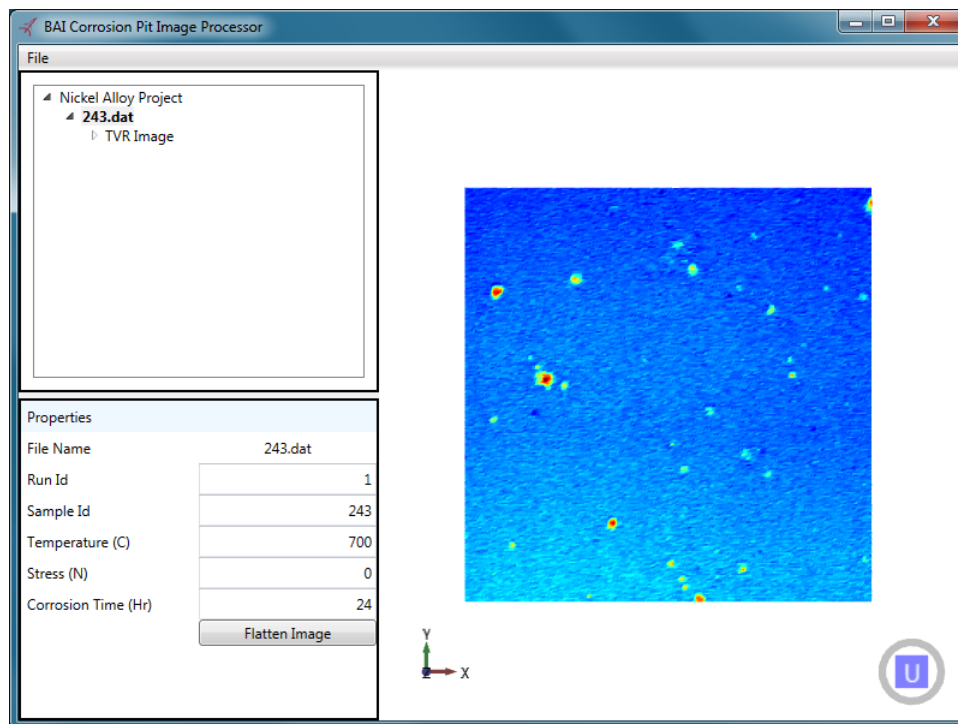 BAI Corrosion Pit Image Processor
File
Nickel Alloy Project
243.dat
TVR Image
Properties
File Name 243.dat
Run Id 1
Sample Id 243
Temperature (C) 700
Stress (N) 0
Corrosion Time (Hr) 24
Flatten Image
Y
Z X
U